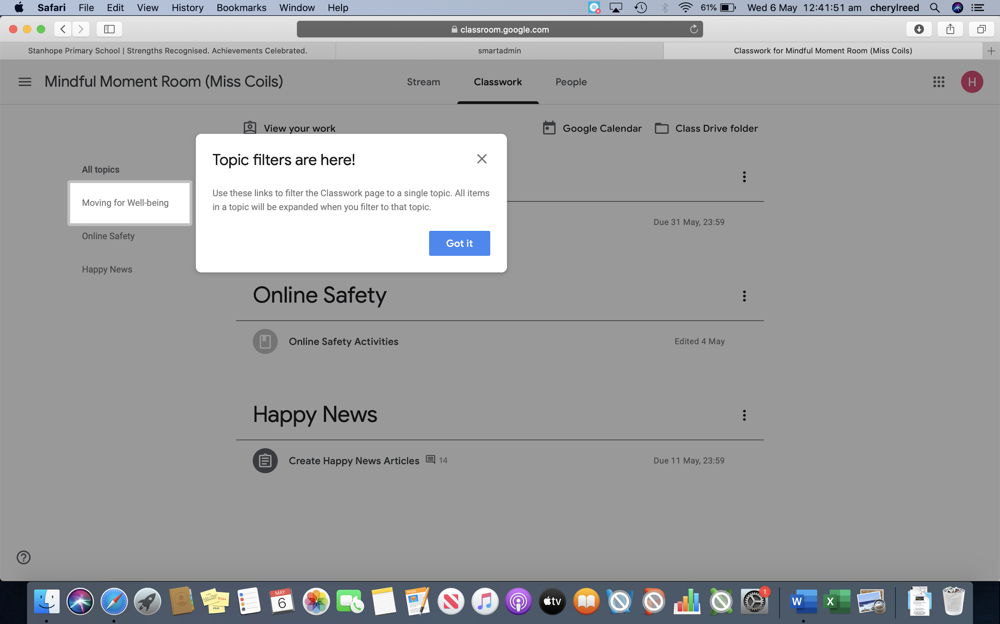 Safari File Edit View History Bookmarks Window Help 61% Wed 6 May 12:41:51 am cherylreed
classroom.google.com
Stanhope Primary School | Strengths Recognised. Achievements Celebrated.
smartadmin
Classwork for Mindful Moment Room (Miss Coils)
Mindful Moment Room (Miss Coils)
Stream
Classwork
People
H
View your work
Google Calendar
Class Drive folder
All topics
Moving for Well-being
Online Safety
Happy News
Topic filters are here!
Use these links to filter the Classwork page to a single topic. All items
in a topic will be expanded when you filter to that topic.
Got it
Due 31 May, 23:59
Online Safety
Online Safety Activities
Edited 4 May
Happy News
Create Happy News Articles 14
Due 11 May, 23:59
MAY
6
PAGES
tv
1
W
X
DOCX